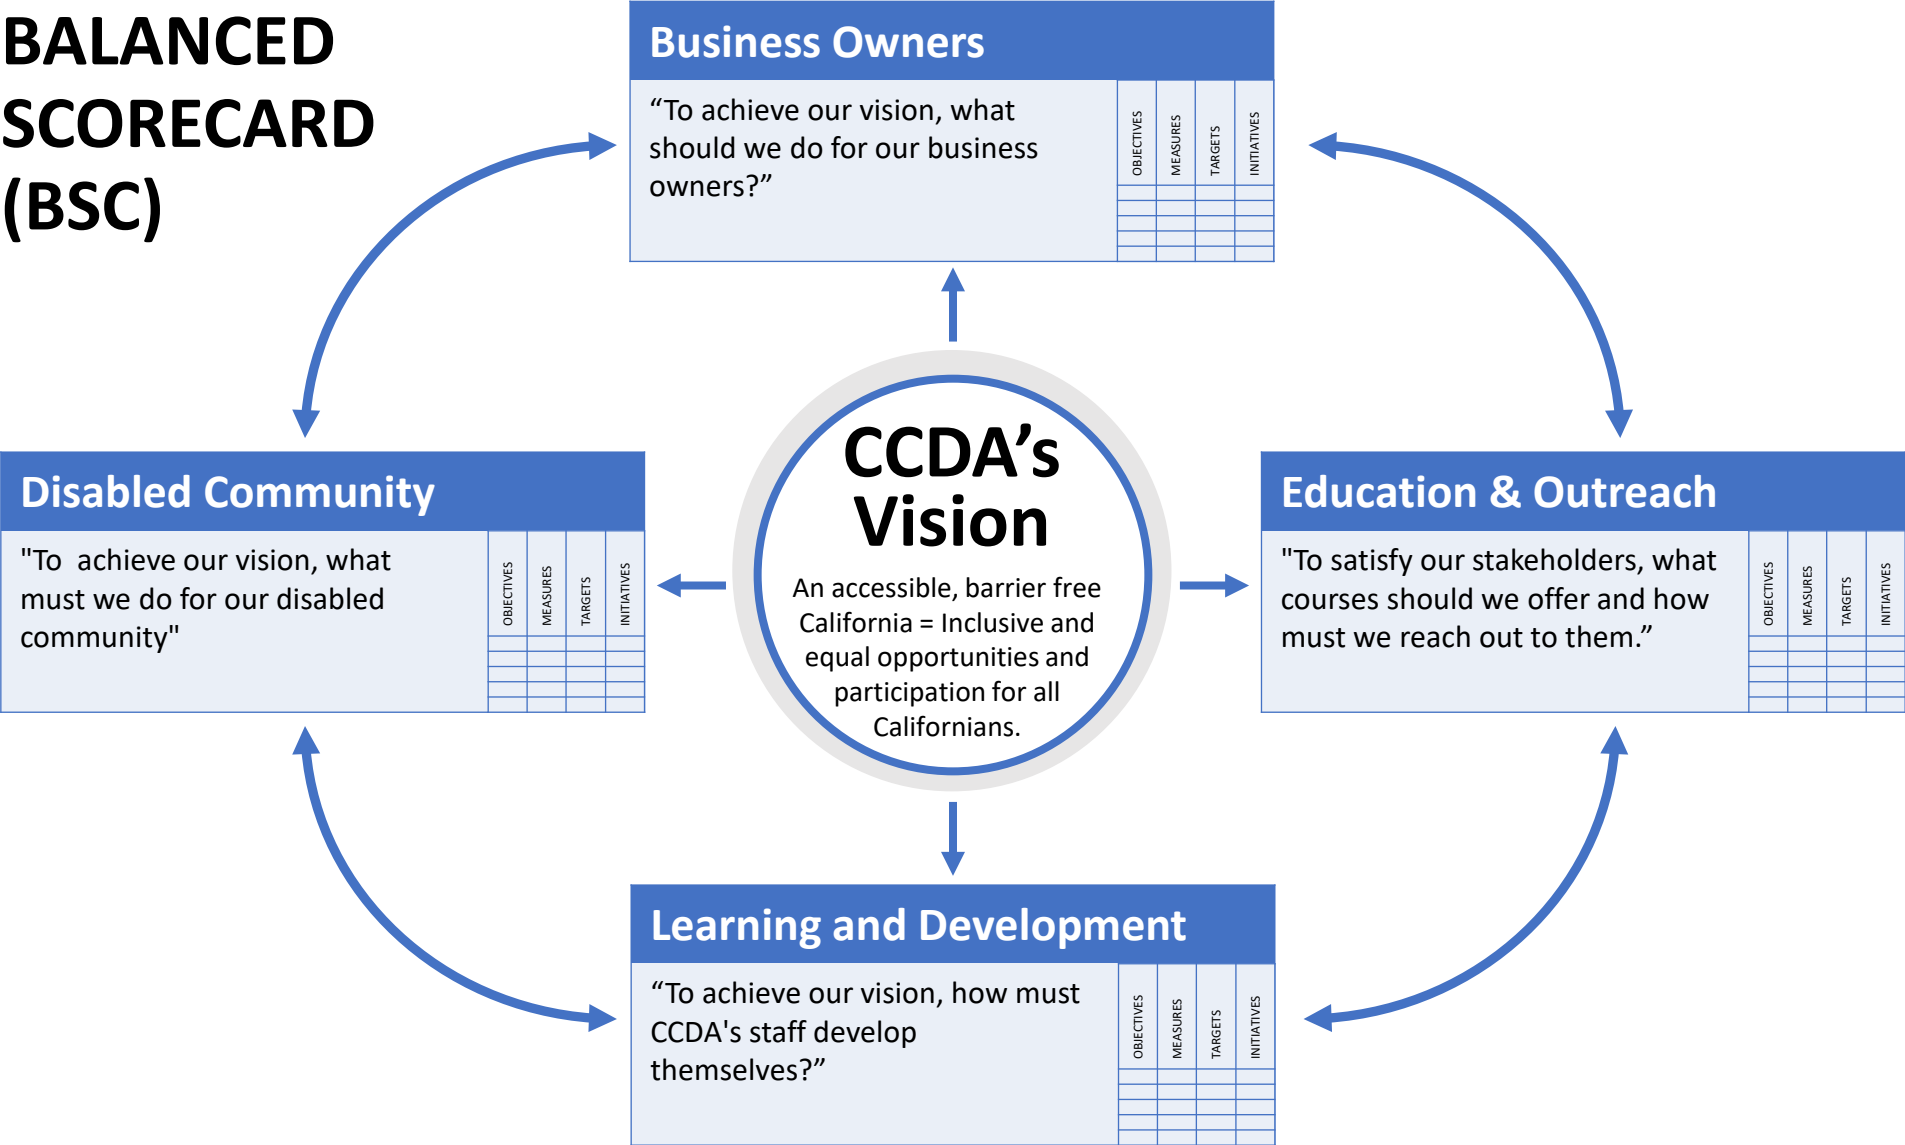 BALANCED
SCORECARD
(BSC)
Business Owners
“To achieve our vision, what
should we do for our business
owners?”
OBJECTIVES
MEASURES
TARGETS
INITIATIVES
Disabled Community
"To  achieve our vision, what
must we do for our disabled
community"
OBJECTIVES
MEASURES
TARGETS
INITIATIVES
CCDA’s
Vision
An accessible, barrier free
California = Inclusive and
equal opportunities and
participation for all
Californians.
Education & Outreach
"To satisfy our stakeholders, what
courses should we offer and how
must we reach out to them.”
OBJECTIVES
MEASURES
TARGETS
INITIATIVES
Learning and Development
“To achieve our vision, how must
CCDA's staff develop
themselves?”
OBJECTIVES
MEASURES
TARGETS
INITIATIVES